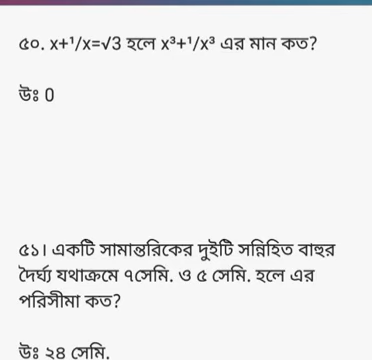 ৫০. x+¹/x=√3 হলে x³+¹/x³ এর মান কত?
উঃ 0
৫১। একটি সামান্তরিকের দুইটি সন্নিহিত বাহুর
দৈর্ঘ্য যথাক্রমে ৭সেমি. ও ৫ সেমি. হলে এর
পরিসীমা কত?
উঃ ২৪ সেমি.